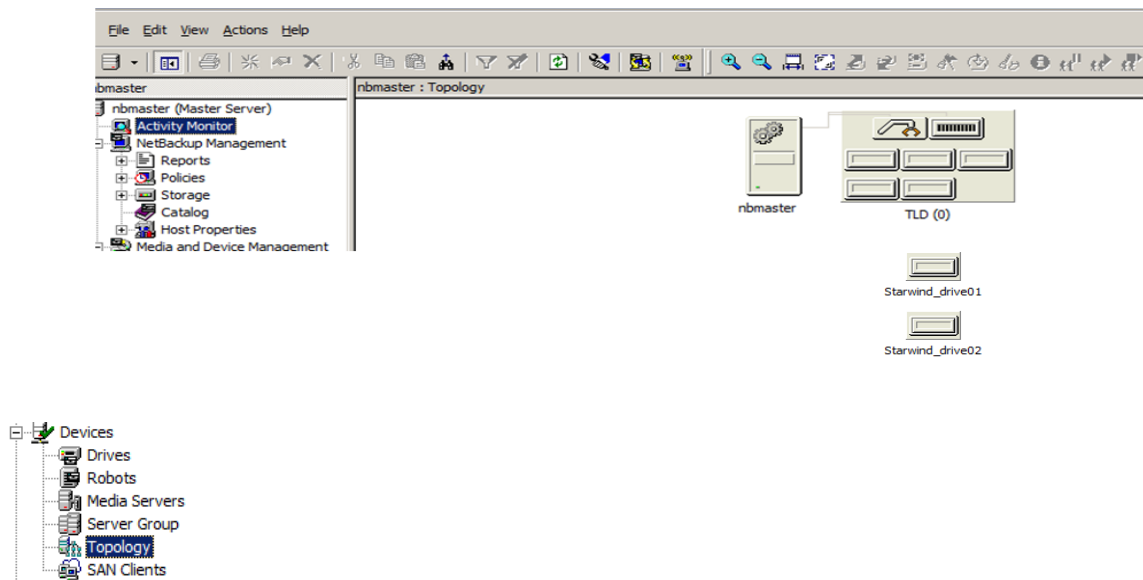 File Edit View Actions Help
bmaster
nbmaster : Topology
nbmaster (Master Server)
Activity Monitor
NetBackup Management
Reports
Policies
Storage
Catalog
Host Properties
Media and Device Management
nbmaster
TLD (0)
Starwind_drive01
Starwind_drive02
Devices
Drives
Robots
Media Servers
Server Group
Topology
SAN Clients